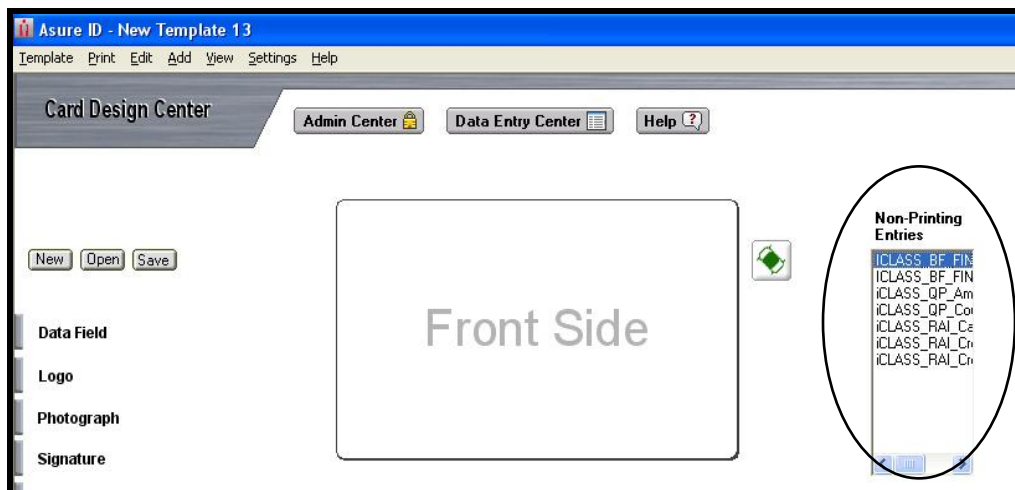 Asure ID - New Template 13
Template Print Edit Add View Settings Help
Card Design Center
Admin Center
Data Entry Center
Help ?
Non-Printing
Entries
New
Open
Save
ICLASS_BF_FIN
ICLASS_BF_FIN
iCLASS_QP_Am
iCLASS_QP_Cou
iCLASS_RAI_Ca
iCLASS_RAI_Cr
iCLASS_RAI_Cr
Front Side
Data Field
Logo
Photograph
Signature